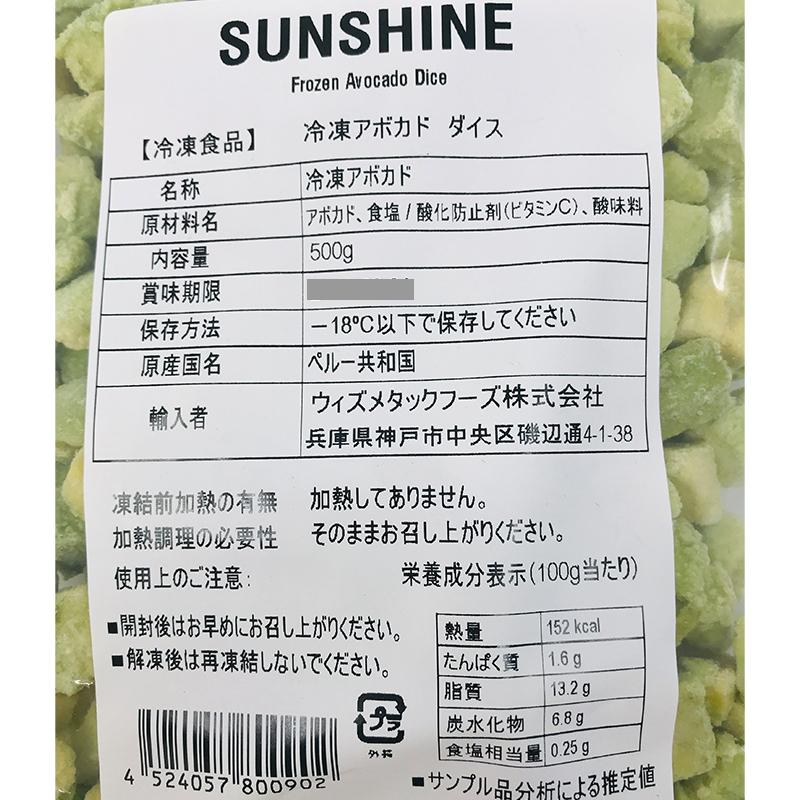 SUNSHINE
Frozen Avocado Dice
【冷凍食品】 冷凍アボカド ダイス
名称 冷凍アボカド
原材料名 アボカド、食塩 / 酸化防止剤(ビタミンC)、酸味料
内容量 500g
賞味期限
保存方法 -18℃以下で保存してください
原産国名 ペルー共和国
輸入者 ウィズメタックフーズ株式会社
兵庫県神戸市中央区磯辺通4-1-38
凍結前加熱の有無 加熱してありません。
加熱調理の必要性 そのままお召し上がりください。
使用上のご注意:
■開封後はお早めにお召し上がりください。
■解凍後は再凍結しないでください。
栄養成分表示(100g当たり)
熱量 152 kcal
たんぱく質 1.6 g
脂質 13.2 g
炭水化物 6.8 g
食塩相当量 0.25 g
■サンプル品分析による推定値
プラ
外装
4 524057 800902